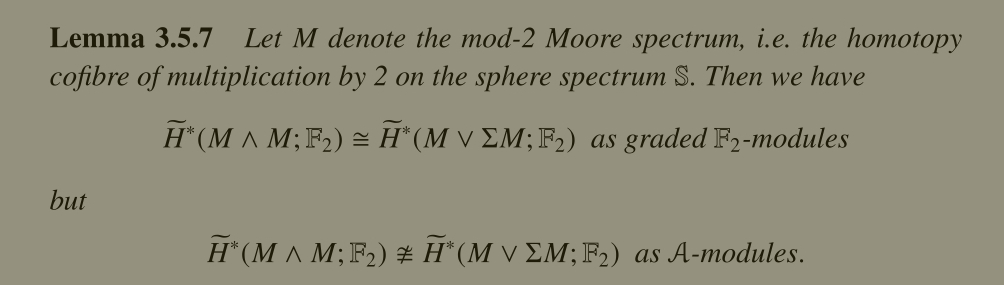 Lemma 3.5.7 Let M denote the mod-2 Moore spectrum, i.e. the homotopy
cofibre of multiplication by 2 on the sphere spectrum 𝕊. Then we have
H̃*(M ∧ M; 𝔽₂) ≅ H̃*(M ∨ ΣM; 𝔽₂) as graded 𝔽₂-modules
but
H̃*(M ∧ M; 𝔽₂) ≇ H̃*(M ∨ ΣM; 𝔽₂) as 𝒜-modules.